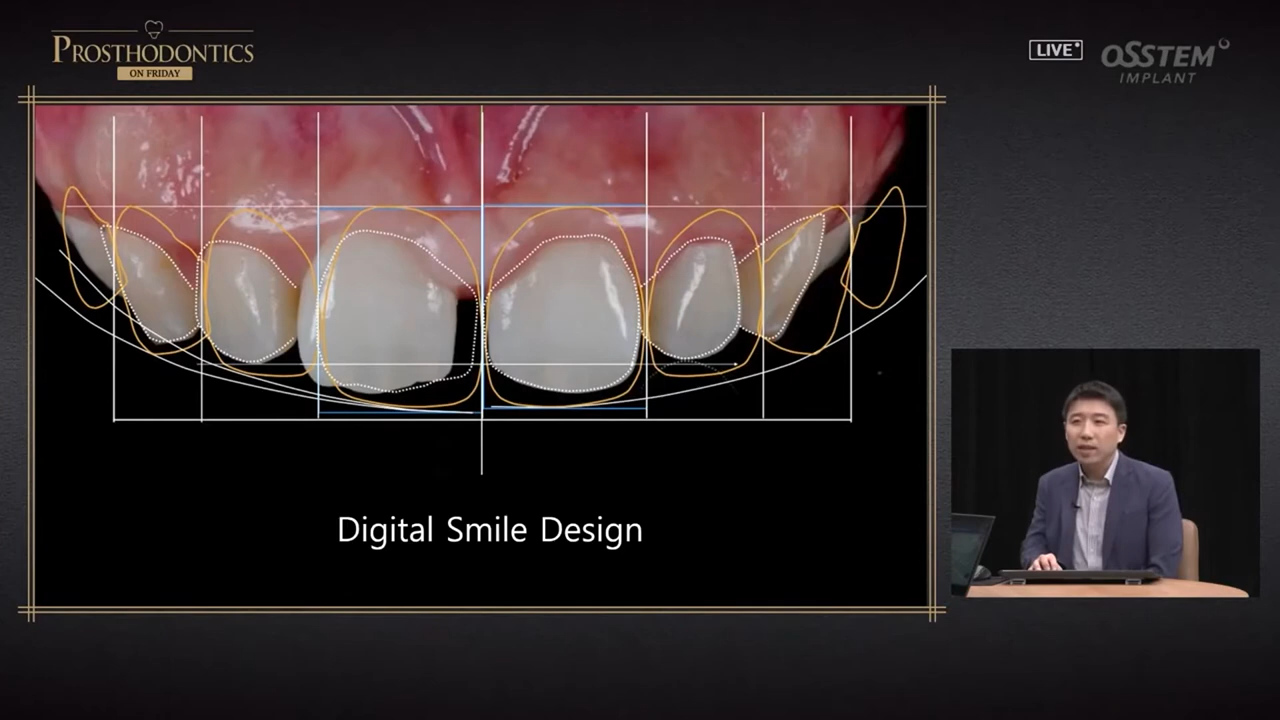 PROSTHODONTICS
ON FRIDAY
LIVE
OSSTEM
IMPLANT
Digital Smile Design